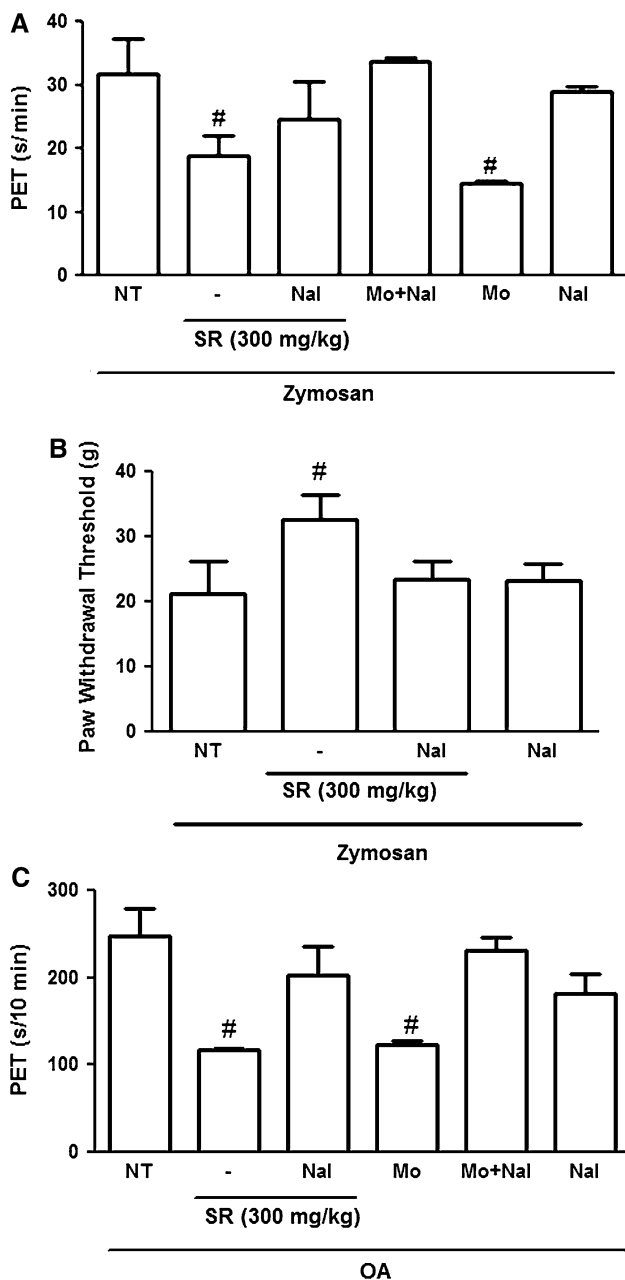 A
PET (s/min)
40
30
20
10
0
#
#
NT - Nal Mo+Nal Mo Nal
SR (300 mg/kg)
Zymosan
B
Paw Withdrawal Threshold (g)
40
30
20
10
0
#
NT - Nal Nal
SR (300 mg/kg)
Zymosan
C
PET (s/10 min)
300
200
100
0
#
#
NT - Nal Mo Mo+Nal Nal
SR (300 mg/kg)
OA